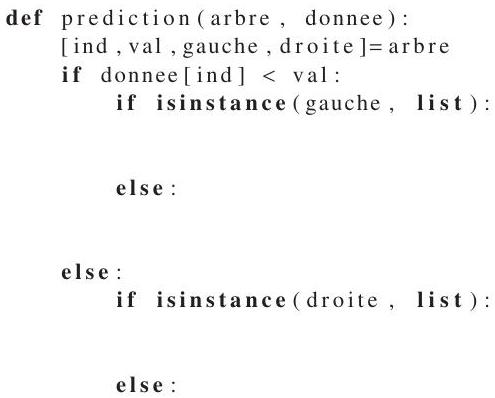 def prediction(arbre, donnee):
    [ind,val,gauche,droite]=arbre
    if donnee[ind] < val:
        if isinstance(gauche, list):
        else:
    else:
        if isinstance(droite, list):
        else: